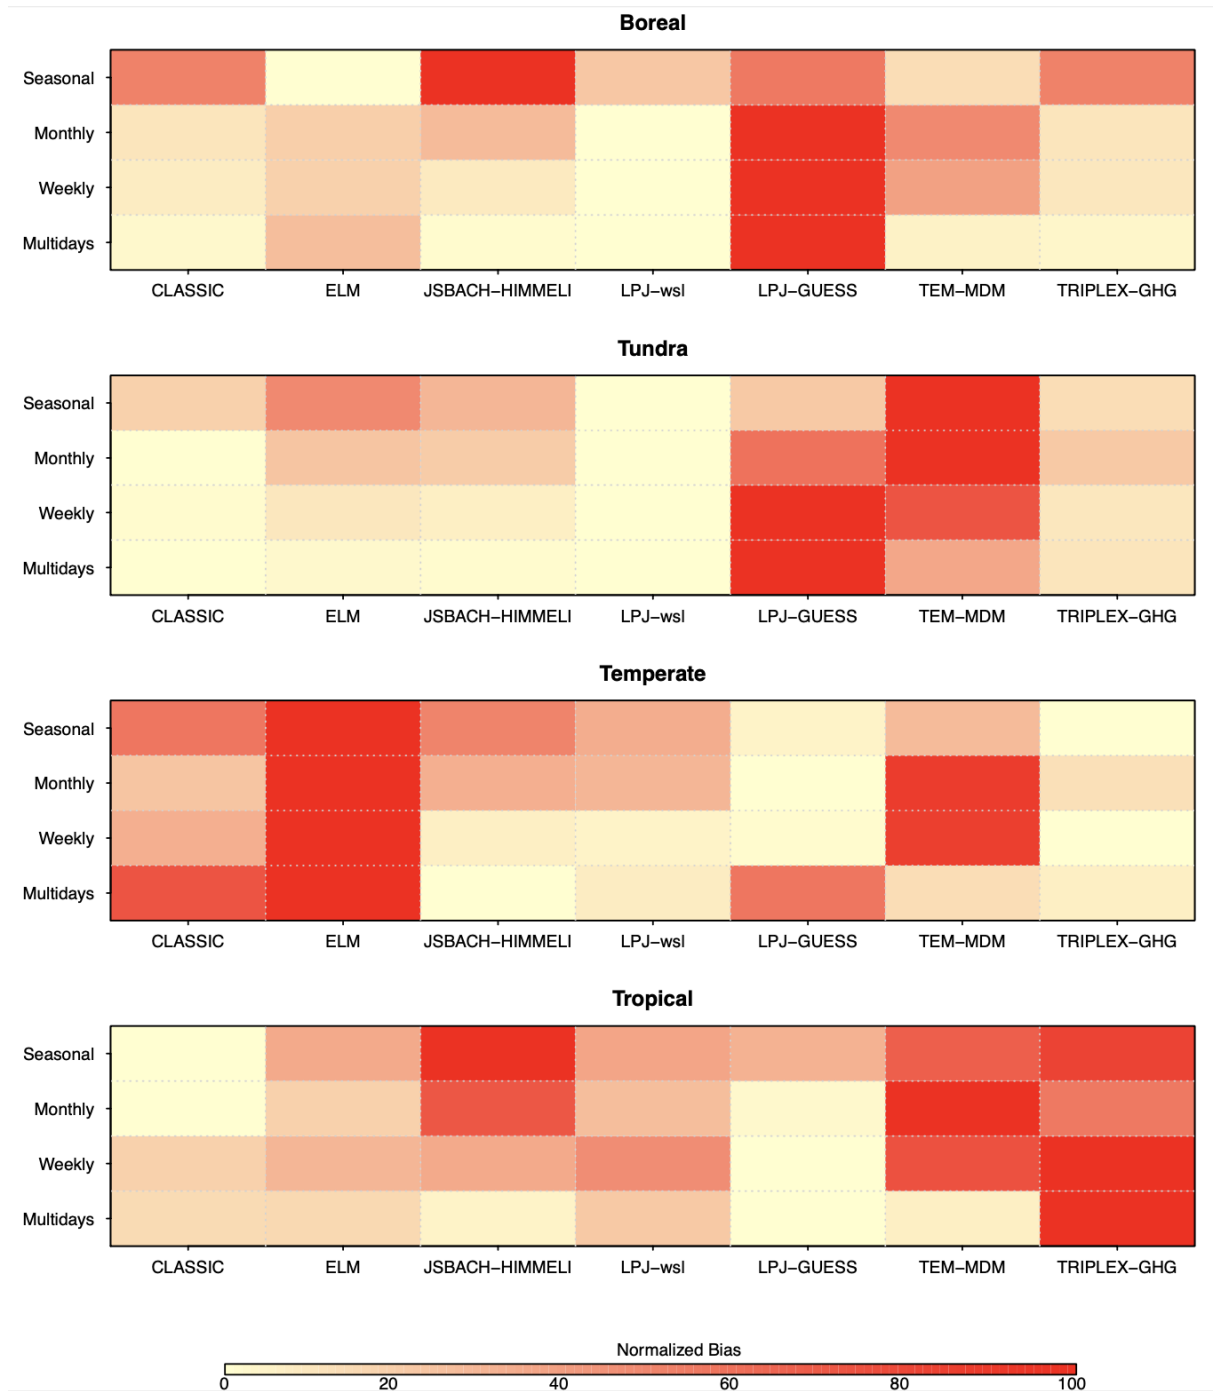 Boreal
Seasonal
Monthly
Weekly
Multidays
CLASSIC ELM JSBACH−HIMMELI LPJ−wsl LPJ−GUESS TEM−MDM TRIPLEX−GHG
Tundra
Seasonal
Monthly
Weekly
Multidays
CLASSIC ELM JSBACH−HIMMELI LPJ−wsl LPJ−GUESS TEM−MDM TRIPLEX−GHG
Temperate
Seasonal
Monthly
Weekly
Multidays
CLASSIC ELM JSBACH−HIMMELI LPJ−wsl LPJ−GUESS TEM−MDM TRIPLEX−GHG
Tropical
Seasonal
Monthly
Weekly
Multidays
CLASSIC ELM JSBACH−HIMMELI LPJ−wsl LPJ−GUESS TEM−MDM TRIPLEX−GHG
Normalized Bias
0 20 40 60 80 100